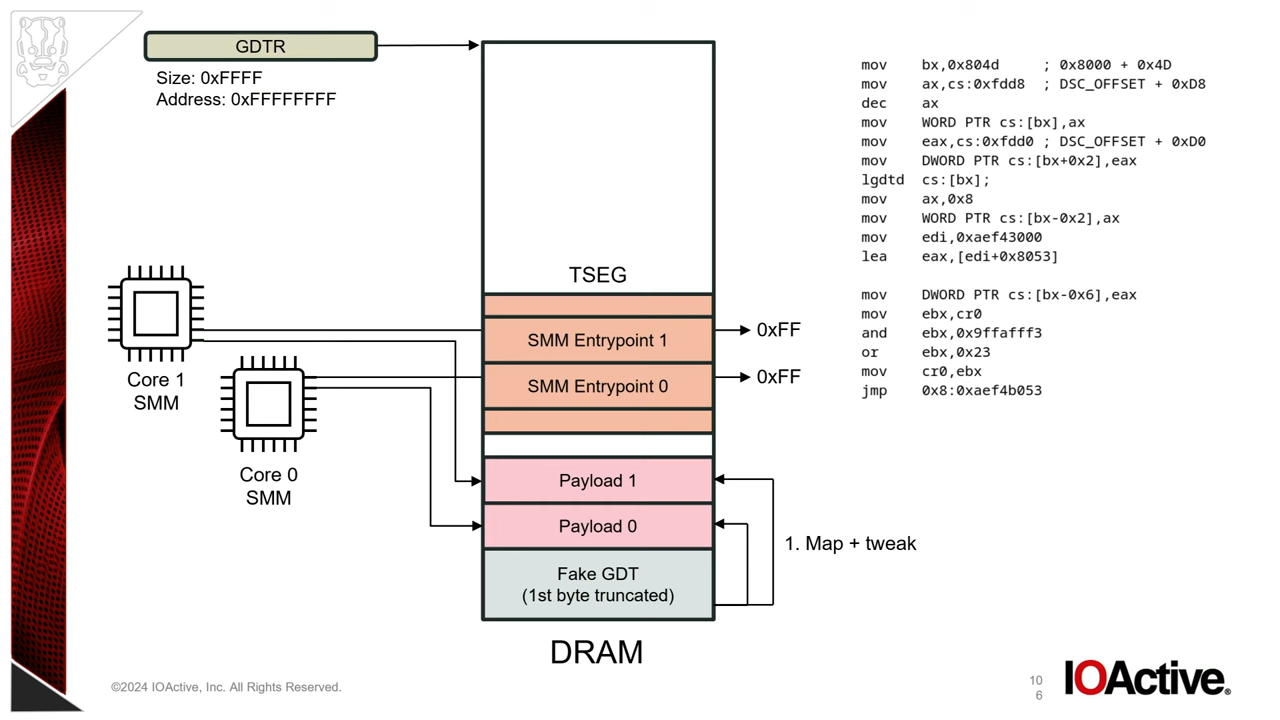 GDTR
Size: 0xFFFF
Address: 0xFFFFFFFF
mov bx,0x804d ; 0x8000 + 0x4D
mov ax,cs:0xfdd8 ; DSC_OFFSET + 0xD8
dec ax
mov WORD PTR cs:[bx],ax
mov eax,cs:0xfdd0 ; DSC_OFFSET + 0xD0
mov DWORD PTR cs:[bx+0x2],eax
lgdtd cs:[bx];
mov ax,0x8
mov WORD PTR cs:[bx-0x2],ax
mov edi,0xaef43000
lea eax,[edi+0x8053]
mov DWORD PTR cs:[bx-0x6],eax
mov ebx,cr0
and ebx,0x9ffafff3
or ebx,0x23
mov cr0,ebx
jmp 0x8:0xaef4b053
TSEG
SMM Entrypoint 1
0xFF
SMM Entrypoint 0
0xFF
Core 1
SMM
Core 0
SMM
Payload 1
Payload 0
1. Map + tweak
Fake GDT
(1st byte truncated)
DRAM
©2024 IOActive, Inc. All Rights Reserved.
10
6
IOActive®